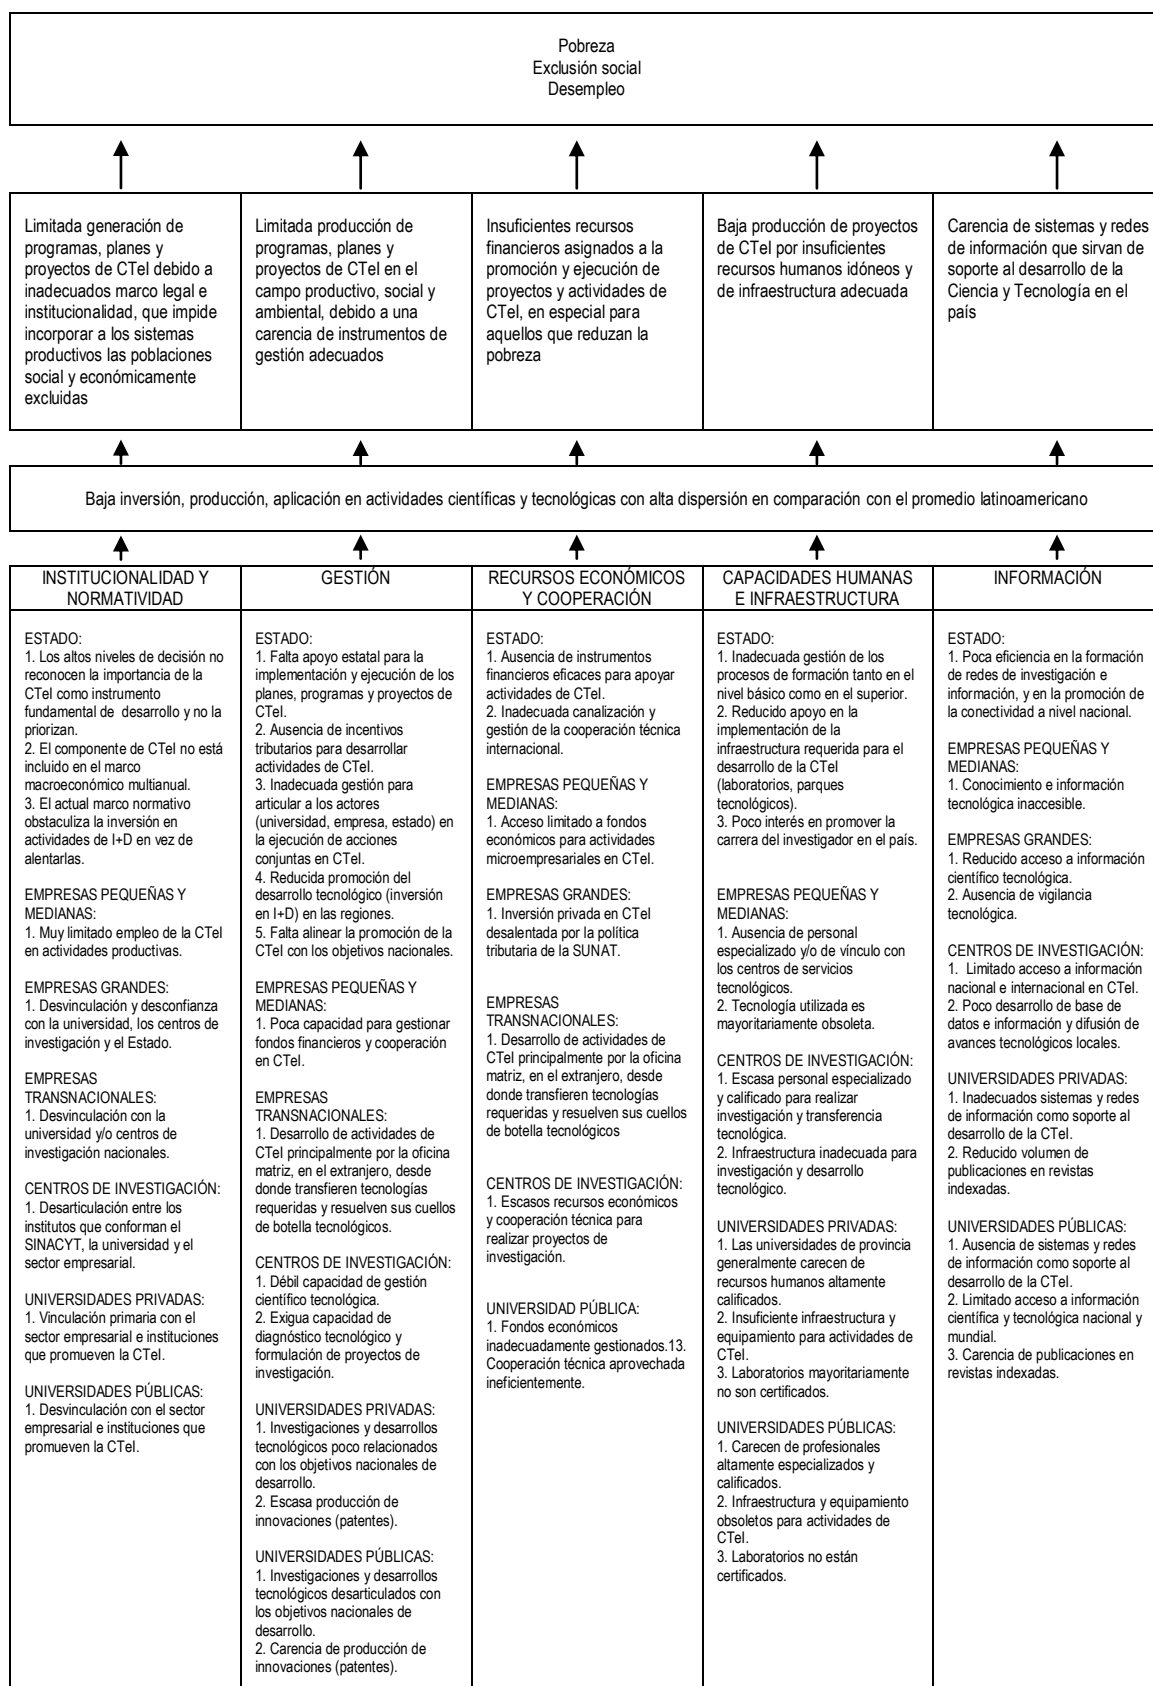 Pobreza
Exclusión social
Desempleo
Limitada generación de
programas, planes y
proyectos de CTeI debido a
inadecuados marco legal e
institucionalidad, que impide
incorporar a los sistemas
productivos las poblaciones
social y económicamente
excluidas
Limitada producción de
programas, planes y
proyectos de CTeI en el
campo productivo, social y
ambiental, debido a una
carencia de instrumentos de
gestión adecuados
Insuficientes recursos
financieros asignados a la
promoción y ejecución de
proyectos y actividades de
CTeI, en especial para
aquellos que reduzan la
pobreza
Baja producción de proyectos
de CTeI por insuficientes
recursos humanos idóneos y
de infraestructura adecuada
Carencia de sistemas y redes
de información que sirvan de
soporte al desarrollo de la
Ciencia y Tecnología en el
país
Baja inversión, producción, aplicación en actividades científicas y tecnológicas con alta dispersión en comparación con el promedio latinoamericano
INSTITUCIONALIDAD Y
NORMATIVIDAD
ESTADO:
1. Los altos niveles de decisión no
reconocen la importancia de la
CTeI como instrumento
fundamental de  desarrollo y no la
priorizan.
2. El componente de CTeI no está
incluido en el marco
macroeconómico multianual.
3. El actual marco normativo
obstaculiza la inversión en
actividades de I+D en vez de
alentarlas.
EMPRESAS PEQUEÑAS Y
MEDIANAS:
1. Muy limitado empleo de la CTeI
en actividades productivas.
EMPRESAS GRANDES:
1. Desvinculación y desconfianza
con la universidad, los centros de
investigación y el Estado.
EMPRESAS
TRANSNACIONALES:
1. Desvinculación con la
universidad y/o centros de
investigación nacionales.
CENTROS DE INVESTIGACIÓN:
1. Desarticulación entre los
institutos que conforman el
SINACYT, la universidad y el
sector empresarial.
UNIVERSIDADES PRIVADAS:
1. Vinculación primaria con el
sector empresarial e instituciones
que promueven la CTeI.
UNIVERSIDADES PÚBLICAS:
1. Desvinculación con el sector
empresarial e instituciones que
promueven la CTeI.
GESTIÓN
ESTADO:
1. Falta apoyo estatal para la
implementación y ejecución de los
planes, programas y proyectos de
CTeI.
2. Ausencia de incentivos
tributarios para desarrollar
actividades de CTeI.
3. Inadecuada gestión para
articular a los actores
(universidad, empresa, estado) en
la ejecución de acciones
conjuntas en CTeI.
4. Reducida promoción del
desarrollo tecnológico (inversión
en I+D) en las regiones.
5. Falta alinear la promoción de la
CTeI con los objetivos nacionales.
EMPRESAS PEQUEÑAS Y
MEDIANAS:
1. Poca capacidad para gestionar
fondos financieros y cooperación
en CTeI.
EMPRESAS
TRANSNACIONALES:
1. Desarrollo de actividades de
CTeI principalmente por la oficina
matriz, en el extranjero, desde
donde transfieren tecnologías
requeridas y resuelven sus cuellos
de botella tecnológicos.
CENTROS DE INVESTIGACIÓN:
1. Débil capacidad de gestión
científico tecnológica.
2. Exigua capacidad de
diagnóstico tecnológico y
formulación de proyectos de
investigación.
UNIVERSIDADES PRIVADAS:
1. Investigaciones y desarrollos
tecnológicos poco relacionados
con los objetivos nacionales de
desarrollo.
2. Escasa producción de
innovaciones (patentes).
UNIVERSIDADES PÚBLICAS:
1. Investigaciones y desarrollos
tecnológicos desarticulados con
los objetivos nacionales de
desarrollo.
2. Carencia de producción de
innovaciones (patentes).
RECURSOS ECONÓMICOS
Y COOPERACIÓN
ESTADO:
1. Ausencia de instrumentos
financieros eficaces para apoyar
actividades de CTeI.
2. Inadecuada canalización y
gestión de la cooperación técnica
internacional.
EMPRESAS PEQUEÑAS Y
MEDIANAS:
1. Acceso limitado a fondos
económicos para actividades
microempresariales en CTeI.
EMPRESAS GRANDES:
1. Inversión privada en CTeI
desalentada por la política
tributaria de la SUNAT.
EMPRESAS
TRANSNACIONALES:
1. Desarrollo de actividades de
CTeI principalmente por la oficina
matriz, en el extranjero, desde
donde transfieren tecnologías
requeridas y resuelven sus cuellos
de botella tecnológicos
CENTROS DE INVESTIGACIÓN:
1. Escasos recursos económicos
y cooperación técnica para
realizar proyectos de
investigación.
UNIVERSIDAD PÚBLICA:
1. Fondos económicos
inadecuadamente gestionados.13.
Cooperación técnica aprovechada
ineficientemente.
CAPACIDADES HUMANAS
E INFRAESTRUCTURA
ESTADO:
1. Inadecuada gestión de los
procesos de formación tanto en el
nivel básico como en el superior.
2. Reducido apoyo en la
implementación de la
infraestructura requerida para el
desarrollo de la CTeI
(laboratorios, parques
tecnológicos).
3. Poco interés en promover la
carrera del investigador en el país.
EMPRESAS PEQUEÑAS Y
MEDIANAS:
1. Ausencia de personal
especializado y/o de vínculo con
los centros de servicios
tecnológicos.
2. Tecnología utilizada es
mayoritariamente obsoleta.
CENTROS DE INVESTIGACIÓN:
1. Escasa personal especializado
y calificado para realizar
investigación y transferencia
tecnológica.
2. Infraestructura inadecuada para
investigación y desarrollo
tecnológico.
UNIVERSIDADES PRIVADAS:
1. Las universidades de provincia
generalmente carecen de
recursos humanos altamente
calificados.
2. Insuficiente infraestructura y
equipamiento para actividades de
CTeI.
3. Laboratorios mayoritariamente
no son certificados.
UNIVERSIDADES PÚBLICAS:
1. Carecen de profesionales
altamente especializados y
calificados.
2. Infraestructura y equipamiento
obsoletos para actividades de
CTeI.
3. Laboratorios no están
certificados.
INFORMACIÓN
ESTADO:
1. Poca eficiencia en la formación
de redes de investigación e
información, y en la promoción de
la conectividad a nivel nacional.
EMPRESAS PEQUEÑAS Y
MEDIANAS:
1. Conocimiento e información
tecnológica inaccesible.
EMPRESAS GRANDES:
1. Reducido acceso a información
científico tecnológica.
2. Ausencia de vigilancia
tecnológica.
CENTROS DE INVESTIGACIÓN:
1.  Limitado acceso a información
nacional e internacional en CTeI.
2. Poco desarrollo de base de
datos e información y difusión de
avances tecnológicos locales.
UNIVERSIDADES PRIVADAS:
1. Inadecuados sistemas y redes
de información como soporte al
desarrollo de la CTeI.
2. Reducido volumen de
publicaciones en revistas
indexadas.
UNIVERSIDADES PÚBLICAS:
1. Ausencia de sistemas y redes
de información como soporte al
desarrollo de la CTeI.
2. Limitado acceso a información
científica y tecnológica nacional y
mundial.
3. Carencia de publicaciones en
revistas indexadas.